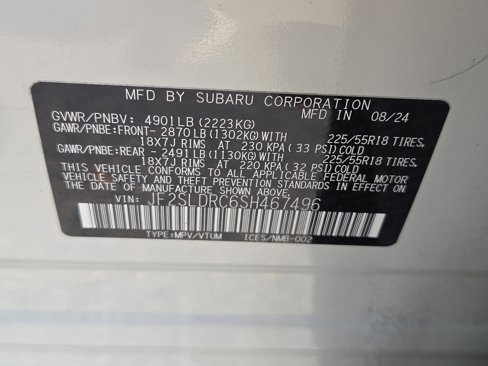 MFD BY SUBARU CORPORATION MFD IN 08/24
GVWR/PNBV: 4901LB(2223KG)
GAWR/PNBE:FRONT- 2870LB(1302KG)WITH 225/55R18 TIRES,
18X7J RIMS AT 230 KPA( 33 PSI)COLD
GAWR/PNBE:REAR - 2491LB(1130KG)WITH 225/55R18 TIRES,
18X7J RIMS AT 220 KPA( 32 PSI)COLD
THIS VEHICLE CONFORMS TO ALL APPLICABLE FEDERAL MOTOR
VEHICLE SAFETY STANDARDS AND THEFT PREVENTION STANDARD IN EFFECT ON
THE DATE OF MANUFACTURE SHOWN ABOVE.
VIN: JF2SLDRC6SH467496
TYPE:MPV/VTUM ICES/NMB-002